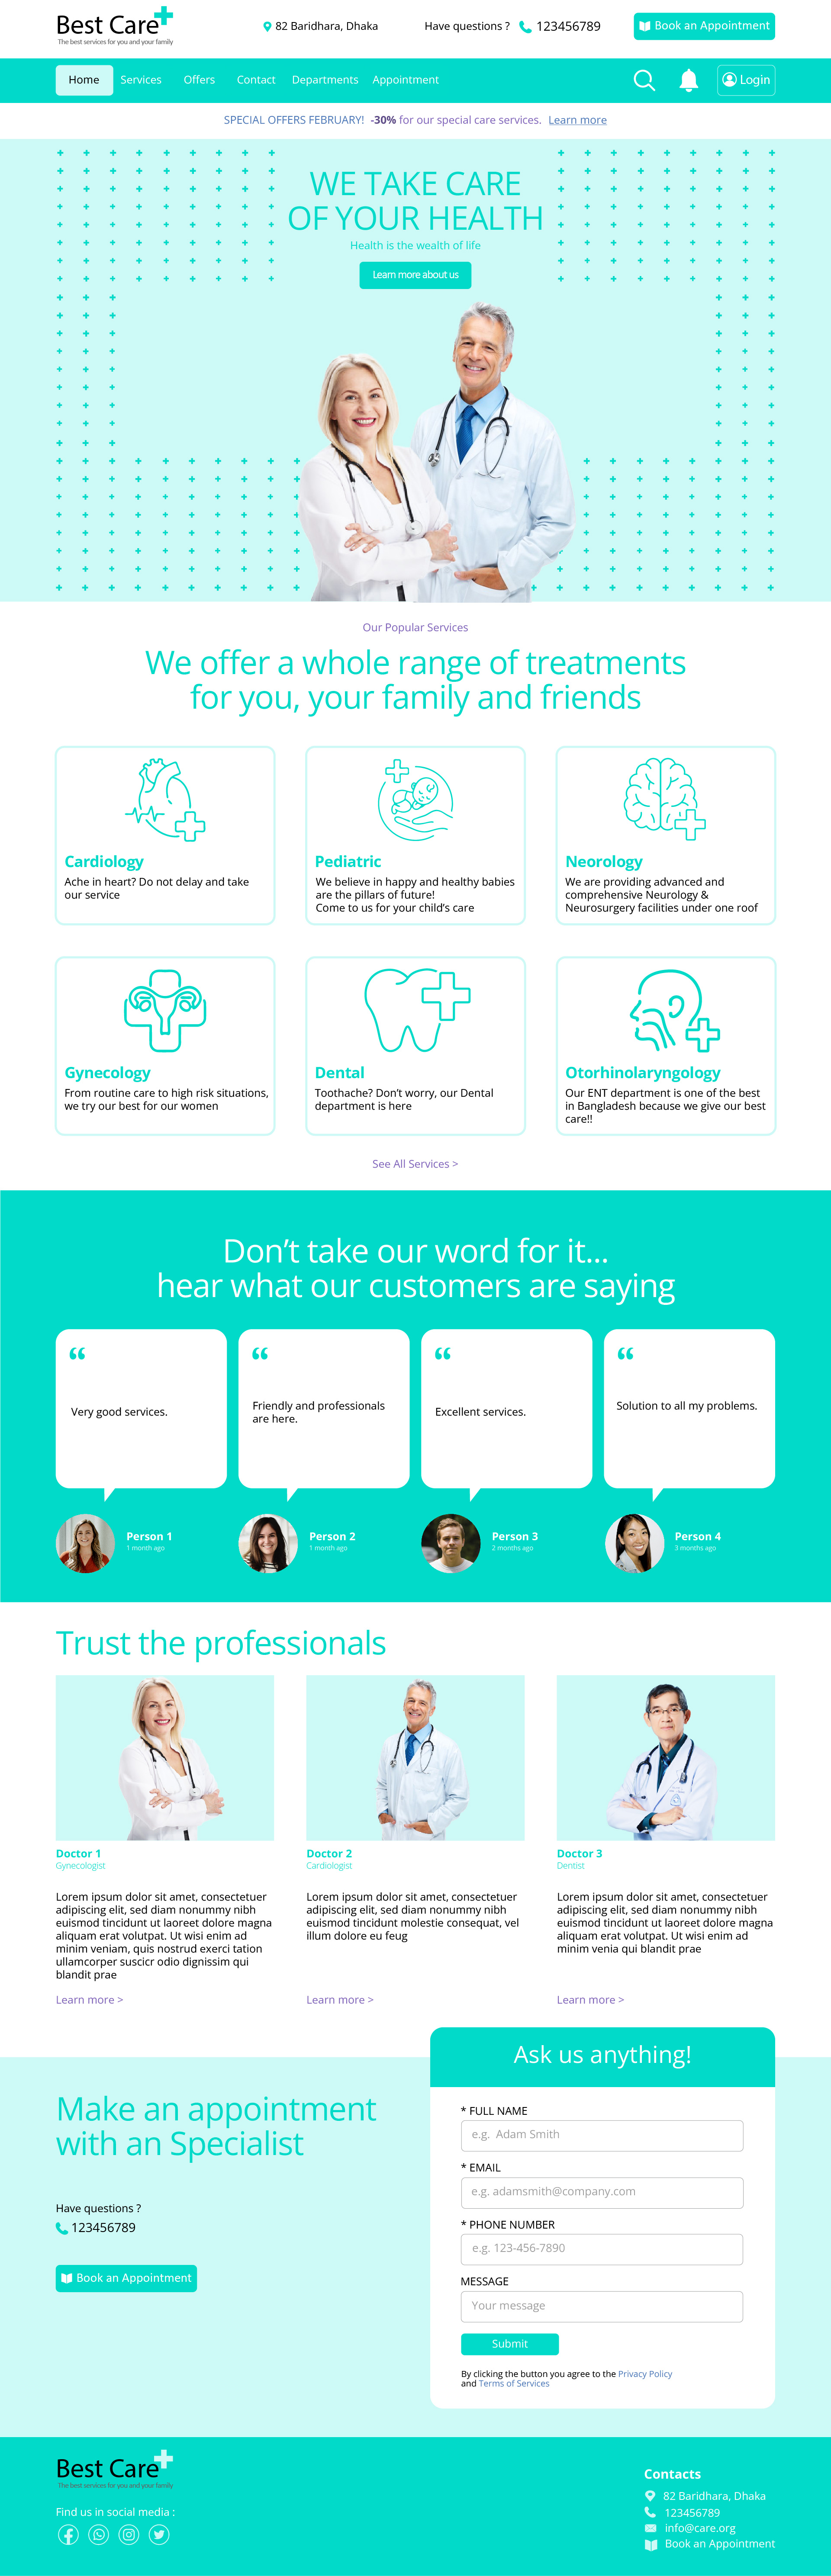 Best Care
The best services for you and your family
82 Baridhara, Dhaka
Have questions ?
123456789
Book an Appointment
Home
Services
Offers
Contact
Departments
Appointment
Login
SPECIAL OFFERS FEBRUARY! -30% for our special care services. Learn more
WE TAKE CARE
OF YOUR HEALTH
Health is the wealth of life
Learn more about us
Our Popular Services
We offer a whole range of treatments
for you, your family and friends
Cardiology
Ache in heart? Do not delay and take
our service
Pediatric
We believe in happy and healthy babies
are the pillars of future!
Come to us for your child’s care
Neorology
We are providing advanced and
comprehensive Neurology &
Neurosurgery facilities under one roof
Gynecology
From routine care to high risk situations,
we try our best for our women
Dental
Toothache? Don’t worry, our Dental
department is here
Otorhinolaryngology
Our ENT department is one of the best
in Bangladesh because we give our best
care!!
See All Services >
Don’t take our word for it...
hear what our customers are saying
“
Very good services.
“
Friendly and professionals
are here.
“
Excellent services.
“
Solution to all my problems.
Person 1
1 month ago
Person 2
1 month ago
Person 3
2 months ago
Person 4
3 months ago
Trust the professionals
Doctor 1
Gynecologist
Lorem ipsum dolor sit amet, consectetuer
adipiscing elit, sed diam nonummy nibh
euismod tincidunt ut laoreet dolore magna
aliquam erat volutpat. Ut wisi enim ad
minim veniam, quis nostrud exerci tation
ullamcorper suscicr odio dignissim qui
blandit prae
Learn more >
Doctor 2
Cardiologist
Lorem ipsum dolor sit amet, consectetuer
adipiscing elit, sed diam nonummy nibh
euismod tincidunt molestie consequat, vel
illum dolore eu feug
Learn more >
Doctor 3
Dentist
Lorem ipsum dolor sit amet, consectetuer
adipiscing elit, sed diam nonummy nibh
euismod tincidunt ut laoreet dolore magna
aliquam erat volutpat. Ut wisi enim ad
minim venia qui blandit prae
Learn more >
Make an appointment
with an Specialist
Have questions ?
123456789
Book an Appointment
Ask us anything!
* FULL NAME
e.g. Adam Smith
* EMAIL
e.g. adamsmith@company.com
* PHONE NUMBER
e.g. 123-456-7890
MESSAGE
Your message
Submit
By clicking the button you agree to the Privacy Policy
and Terms of Services
Best Care
The best services for you and your family
Find us in social media :
Contacts
82 Baridhara, Dhaka
123456789
info@care.org
Book an Appointment